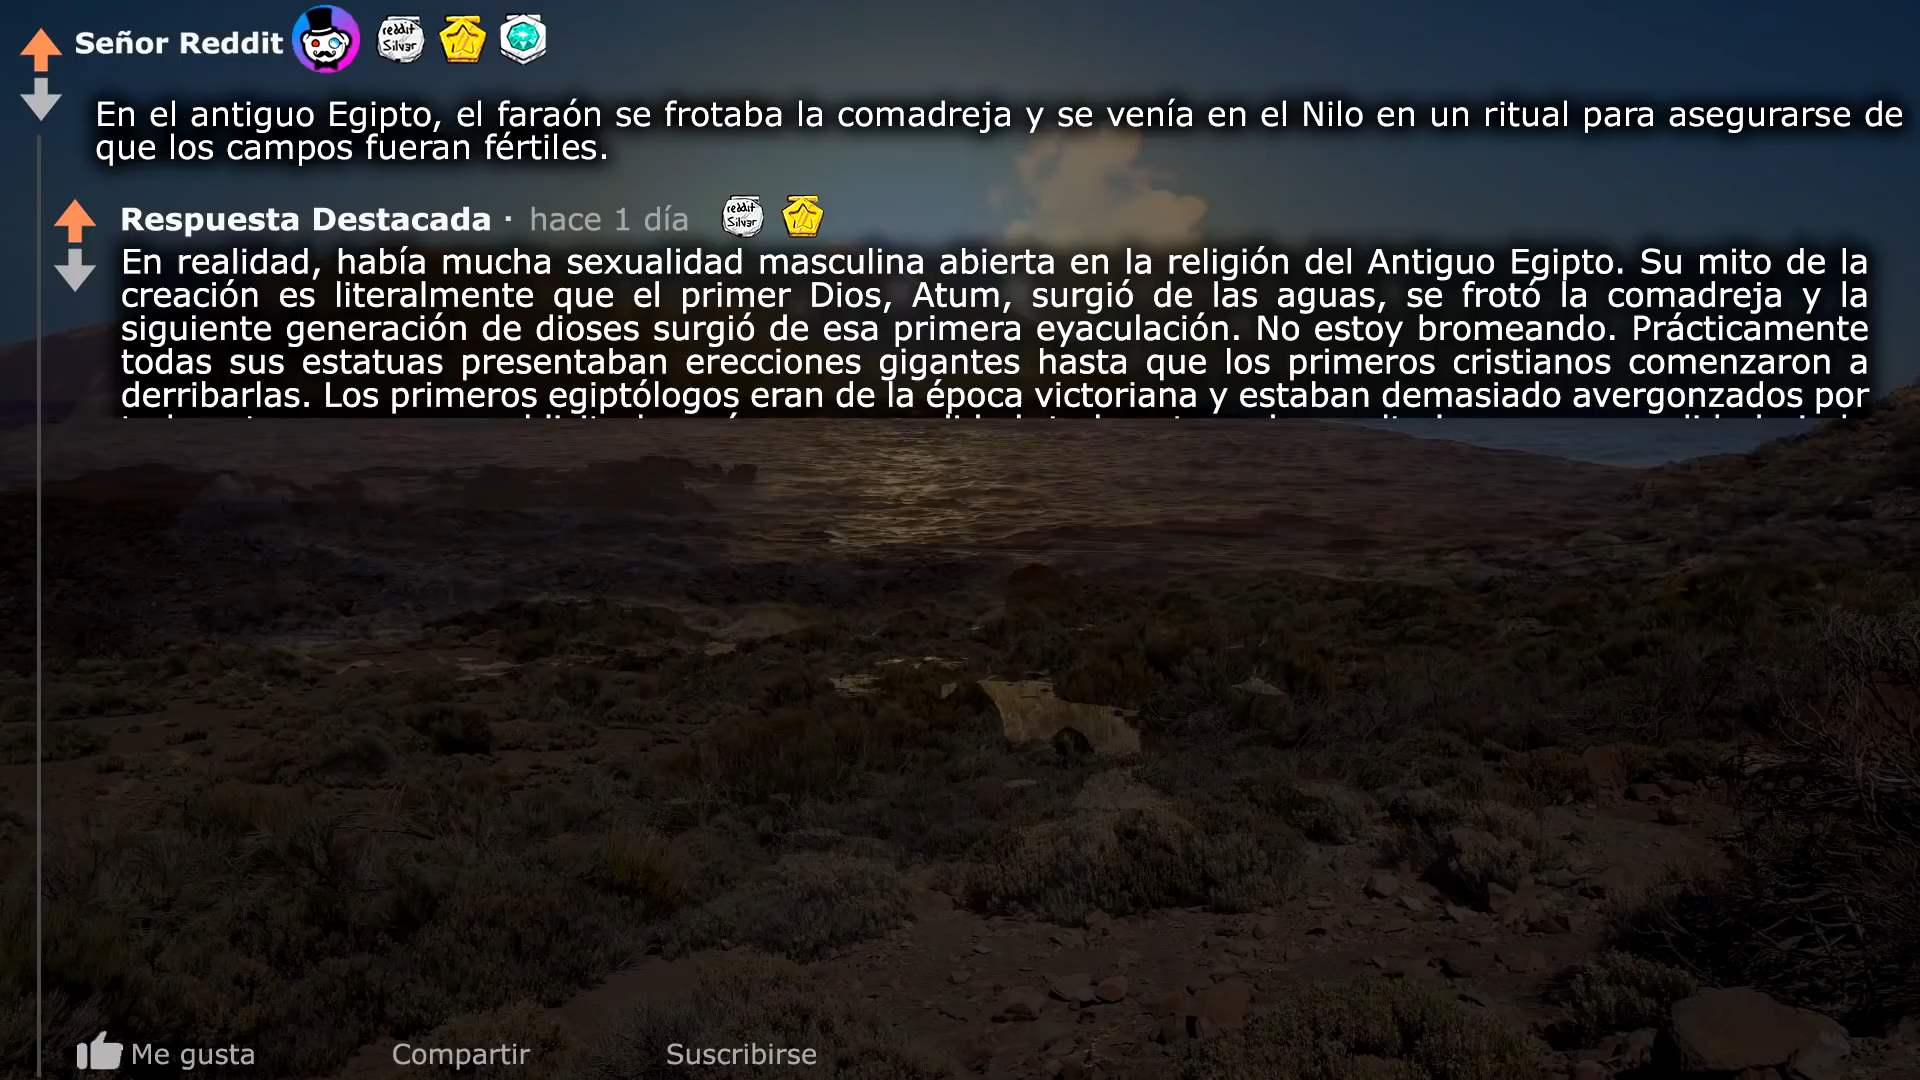 Señor Reddit
reddit
Silver
En el antiguo Egipto, el faraón se frotaba la comadreja y se venía en el Nilo en un ritual para asegurarse de
que los campos fueran fértiles.
Respuesta Destacada · hace 1 día
reddit
Silver
En realidad, había mucha sexualidad masculina abierta en la religión del Antiguo Egipto. Su mito de la
creación es literalmente que el primer Dios, Atum, surgió de las aguas, se frotó la comadreja y la
siguiente generación de dioses surgió de esa primera eyaculación. No estoy bromeando. Prácticamente
todas sus estatuas presentaban erecciones gigantes hasta que los primeros cristianos comenzaron a
derribarlas. Los primeros egiptólogos eran de la época victoriana y estaban demasiado avergonzados por
Me gusta Compartir Suscribirse